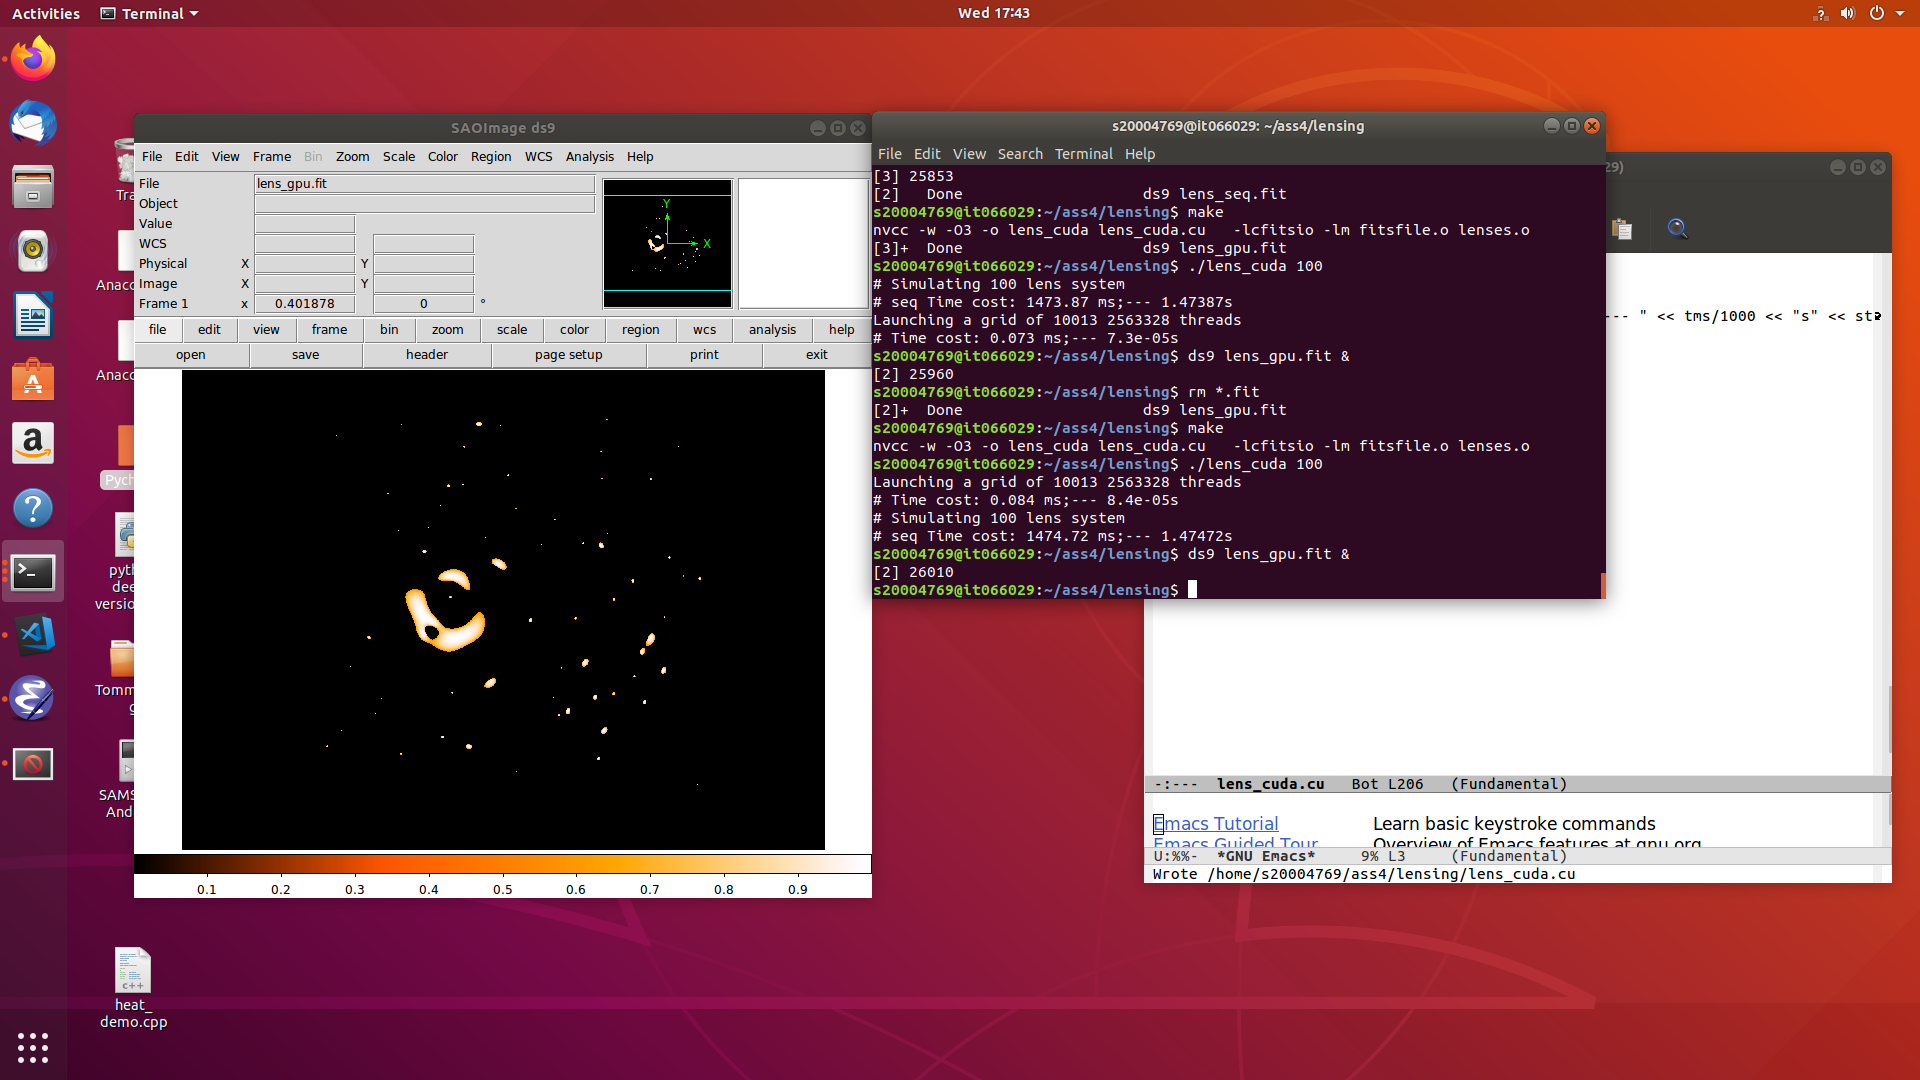 Activities
Terminal
Wed 17:43
SAOImage ds9
File Edit View Frame Bin Zoom Scale Color Region WCS Analysis Help
File lens_gpu.fit
Object
Value
WCS
Physical X Y
Image X Y
Frame 1 x 0.401878 0 °
Y
X
file edit view frame bin zoom scale color region wcs analysis help
open save header page setup print exit
0.1 0.2 0.3 0.4 0.5 0.6 0.7 0.8 0.9
s20004769@it066029: ~/ass4/lensing
File Edit View Search Terminal Help
[3] 25853
[2]   Done                    ds9 lens_seq.fit
s20004769@it066029:~/ass4/lensing$ make
nvcc -w -O3 -o lens_cuda lens_cuda.cu   -lcfitsio -lm fitsfile.o lenses.o
[3]+  Done                    ds9 lens_gpu.fit
s20004769@it066029:~/ass4/lensing$ ./lens_cuda 100
# Simulating 100 lens system
# seq Time cost: 1473.87 ms;--- 1.47387s
Launching a grid of 10013 2563328 threads
# Time cost: 0.073 ms;--- 7.3e-05s
s20004769@it066029:~/ass4/lensing$ ds9 lens_gpu.fit &
[2] 25960
s20004769@it066029:~/ass4/lensing$ rm *.fit
[2]+  Done                    ds9 lens_gpu.fit
s20004769@it066029:~/ass4/lensing$ make
nvcc -w -O3 -o lens_cuda lens_cuda.cu   -lcfitsio -lm fitsfile.o lenses.o
s20004769@it066029:~/ass4/lensing$ ./lens_cuda 100
Launching a grid of 10013 2563328 threads
# Time cost: 0.084 ms;--- 8.4e-05s
# Simulating 100 lens system
# seq Time cost: 1474.72 ms;--- 1.47472s
s20004769@it066029:~/ass4/lensing$ ds9 lens_gpu.fit &
[2] 26010
s20004769@it066029:~/ass4/lensing$
29)
--- " << tms/1000 << "s" << st
-:---  lens_cuda.cu   Bot L206   (Fundamental)
Emacs Tutorial Learn basic keystroke commands
Emacs Guided Tour Overview of Emacs features at gnu.org
U:%%-  *GNU Emacs*     9% L3     (Fundamental)
Wrote /home/s20004769/ass4/lensing/lens_cuda.cu
Tra
Anaco
Anaco
Pych
pyth
dee
version
Tomm
g
SAMS
And
c++
heat_
demo.cpp